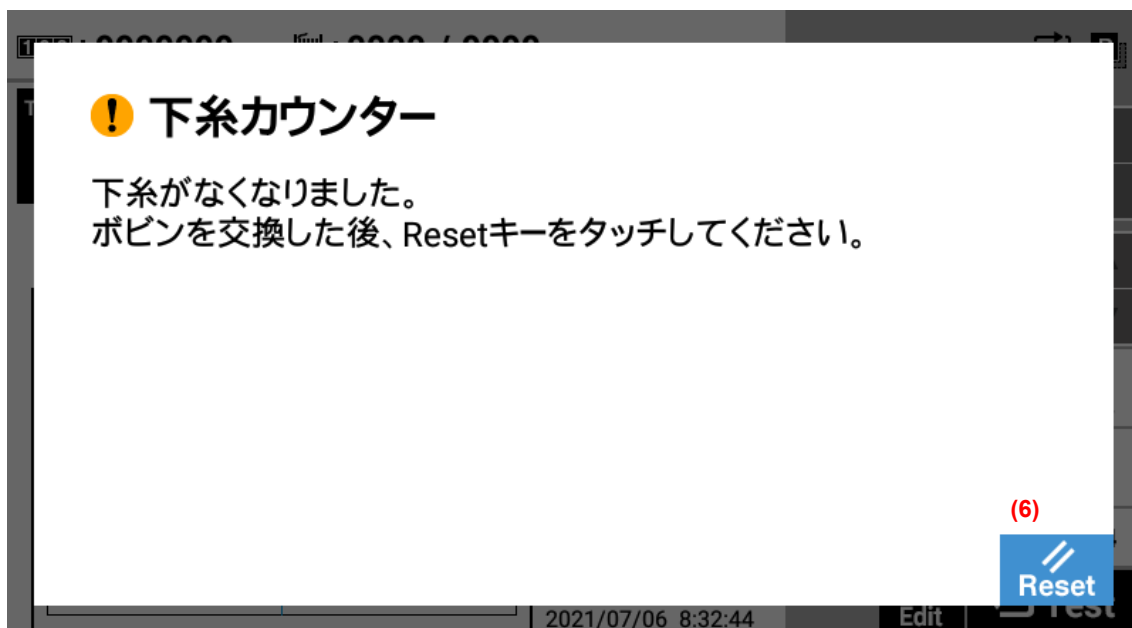 下糸カウンター
下糸がなくなりました。
ボビンを交換した後、Resetキーをタッチしてください。
(6)
Reset
2021/07/06 8:32:44
Edit
Test